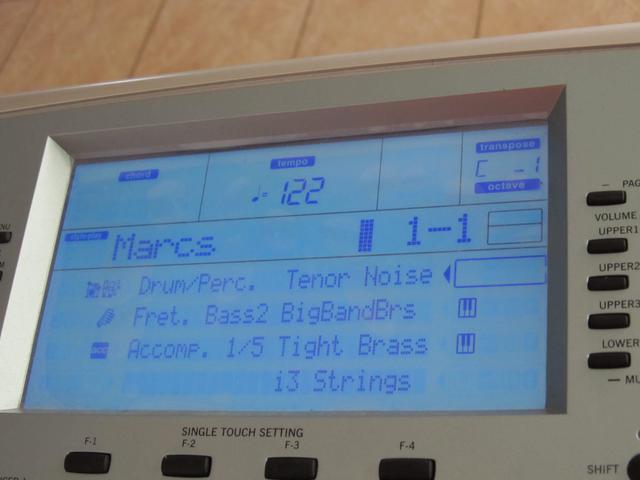 chord
tempo
transpose
♩= 122
C -1
octave
Marcs
1-1
Drum/Perc. Tenor Noise
Fret. Bass2 BigBandBrs
Accomp. 1/5 Tight Brass
i3 Strings
VOLUME
UPPER1
UPPER2
UPPER3
LOWER
SINGLE TOUCH SETTING
F-1 F-2 F-3 F-4
SHIFT